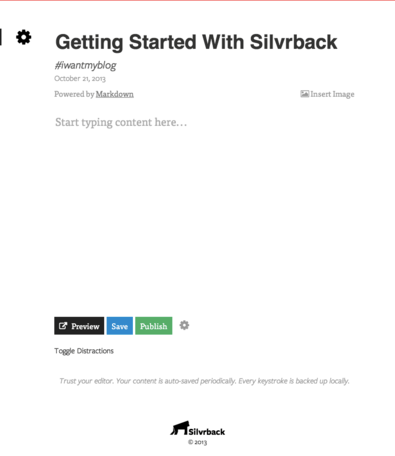 Getting Started With Silvrback
#iwantmyblog
October 21, 2013
Powered by Markdown
Insert Image
Start typing content here...
Preview
Save
Publish
Toggle Distractions
Trust your editor. Your content is auto-saved periodically. Every keystroke is backed up locally.
Silvrback
© 2013